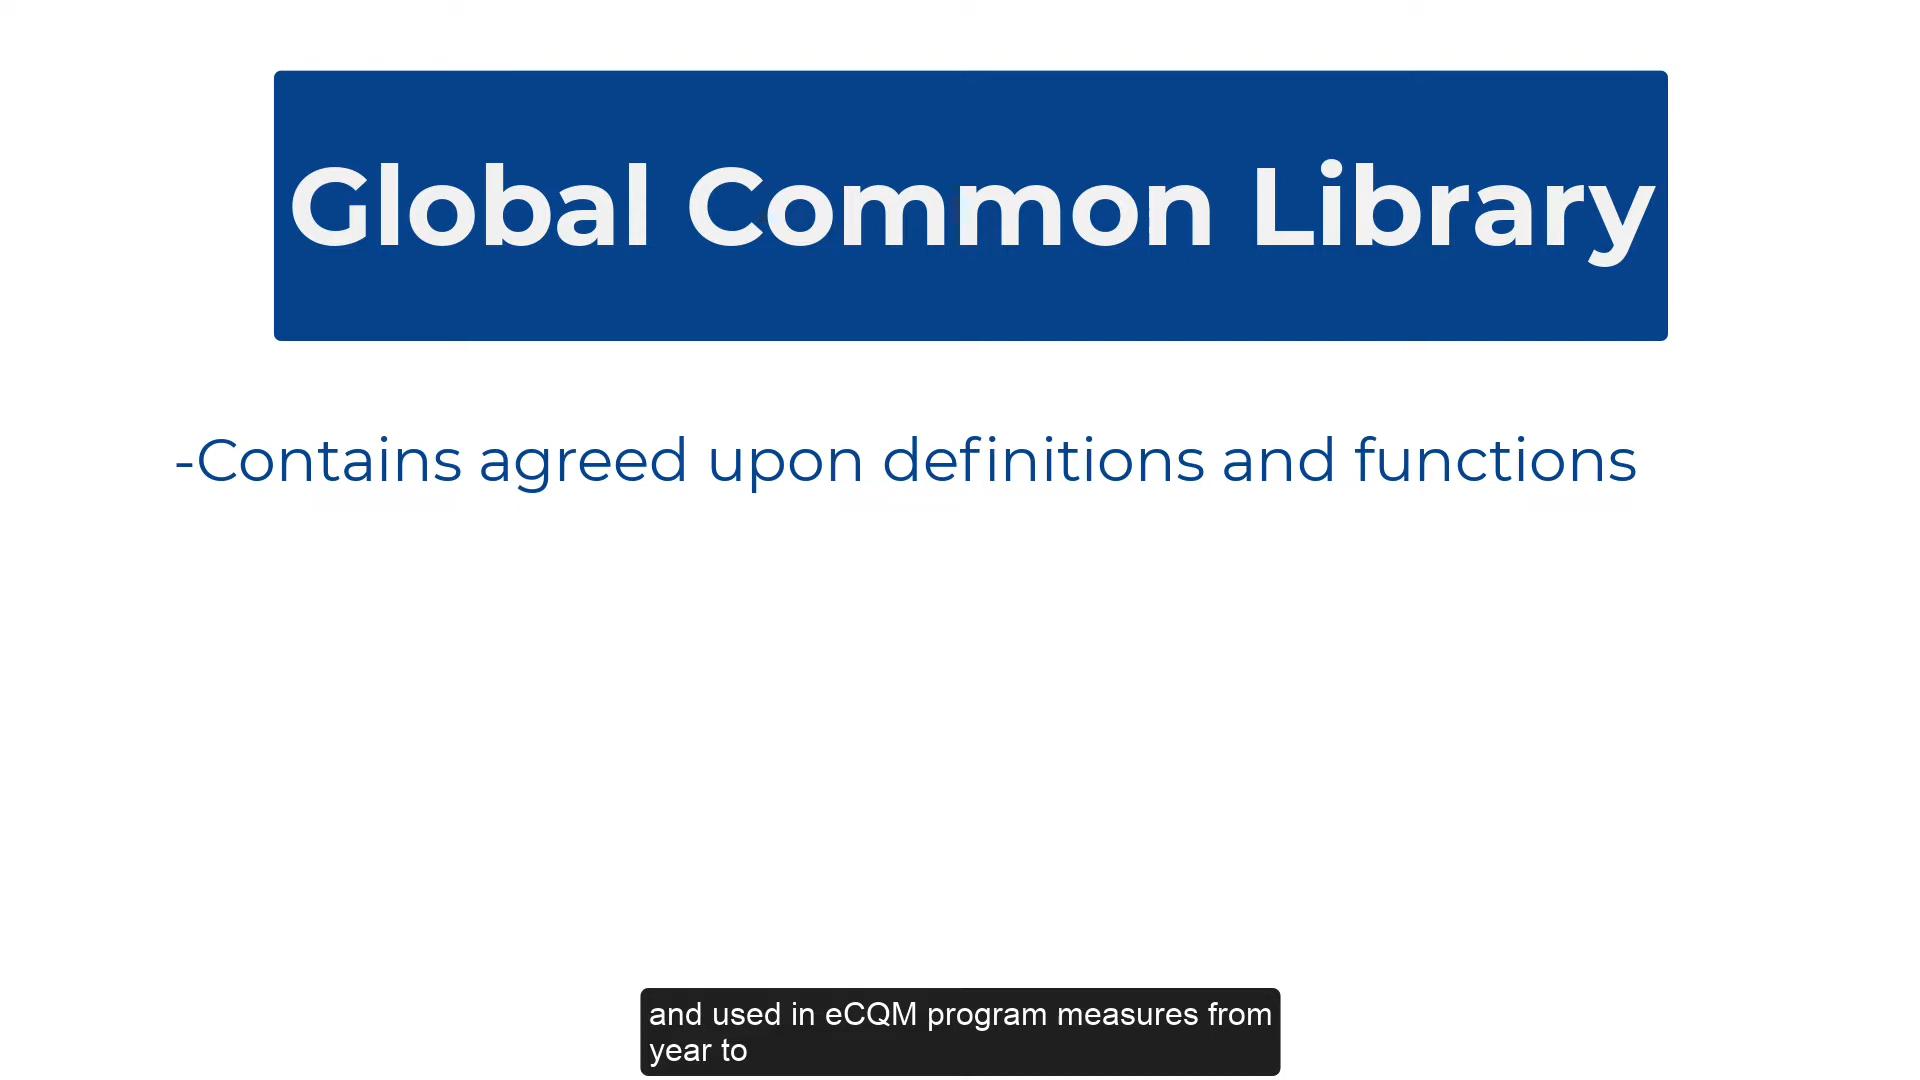 Global Common Library
-Contains agreed upon definitions and functions
and used in eCQM program measures from
year to